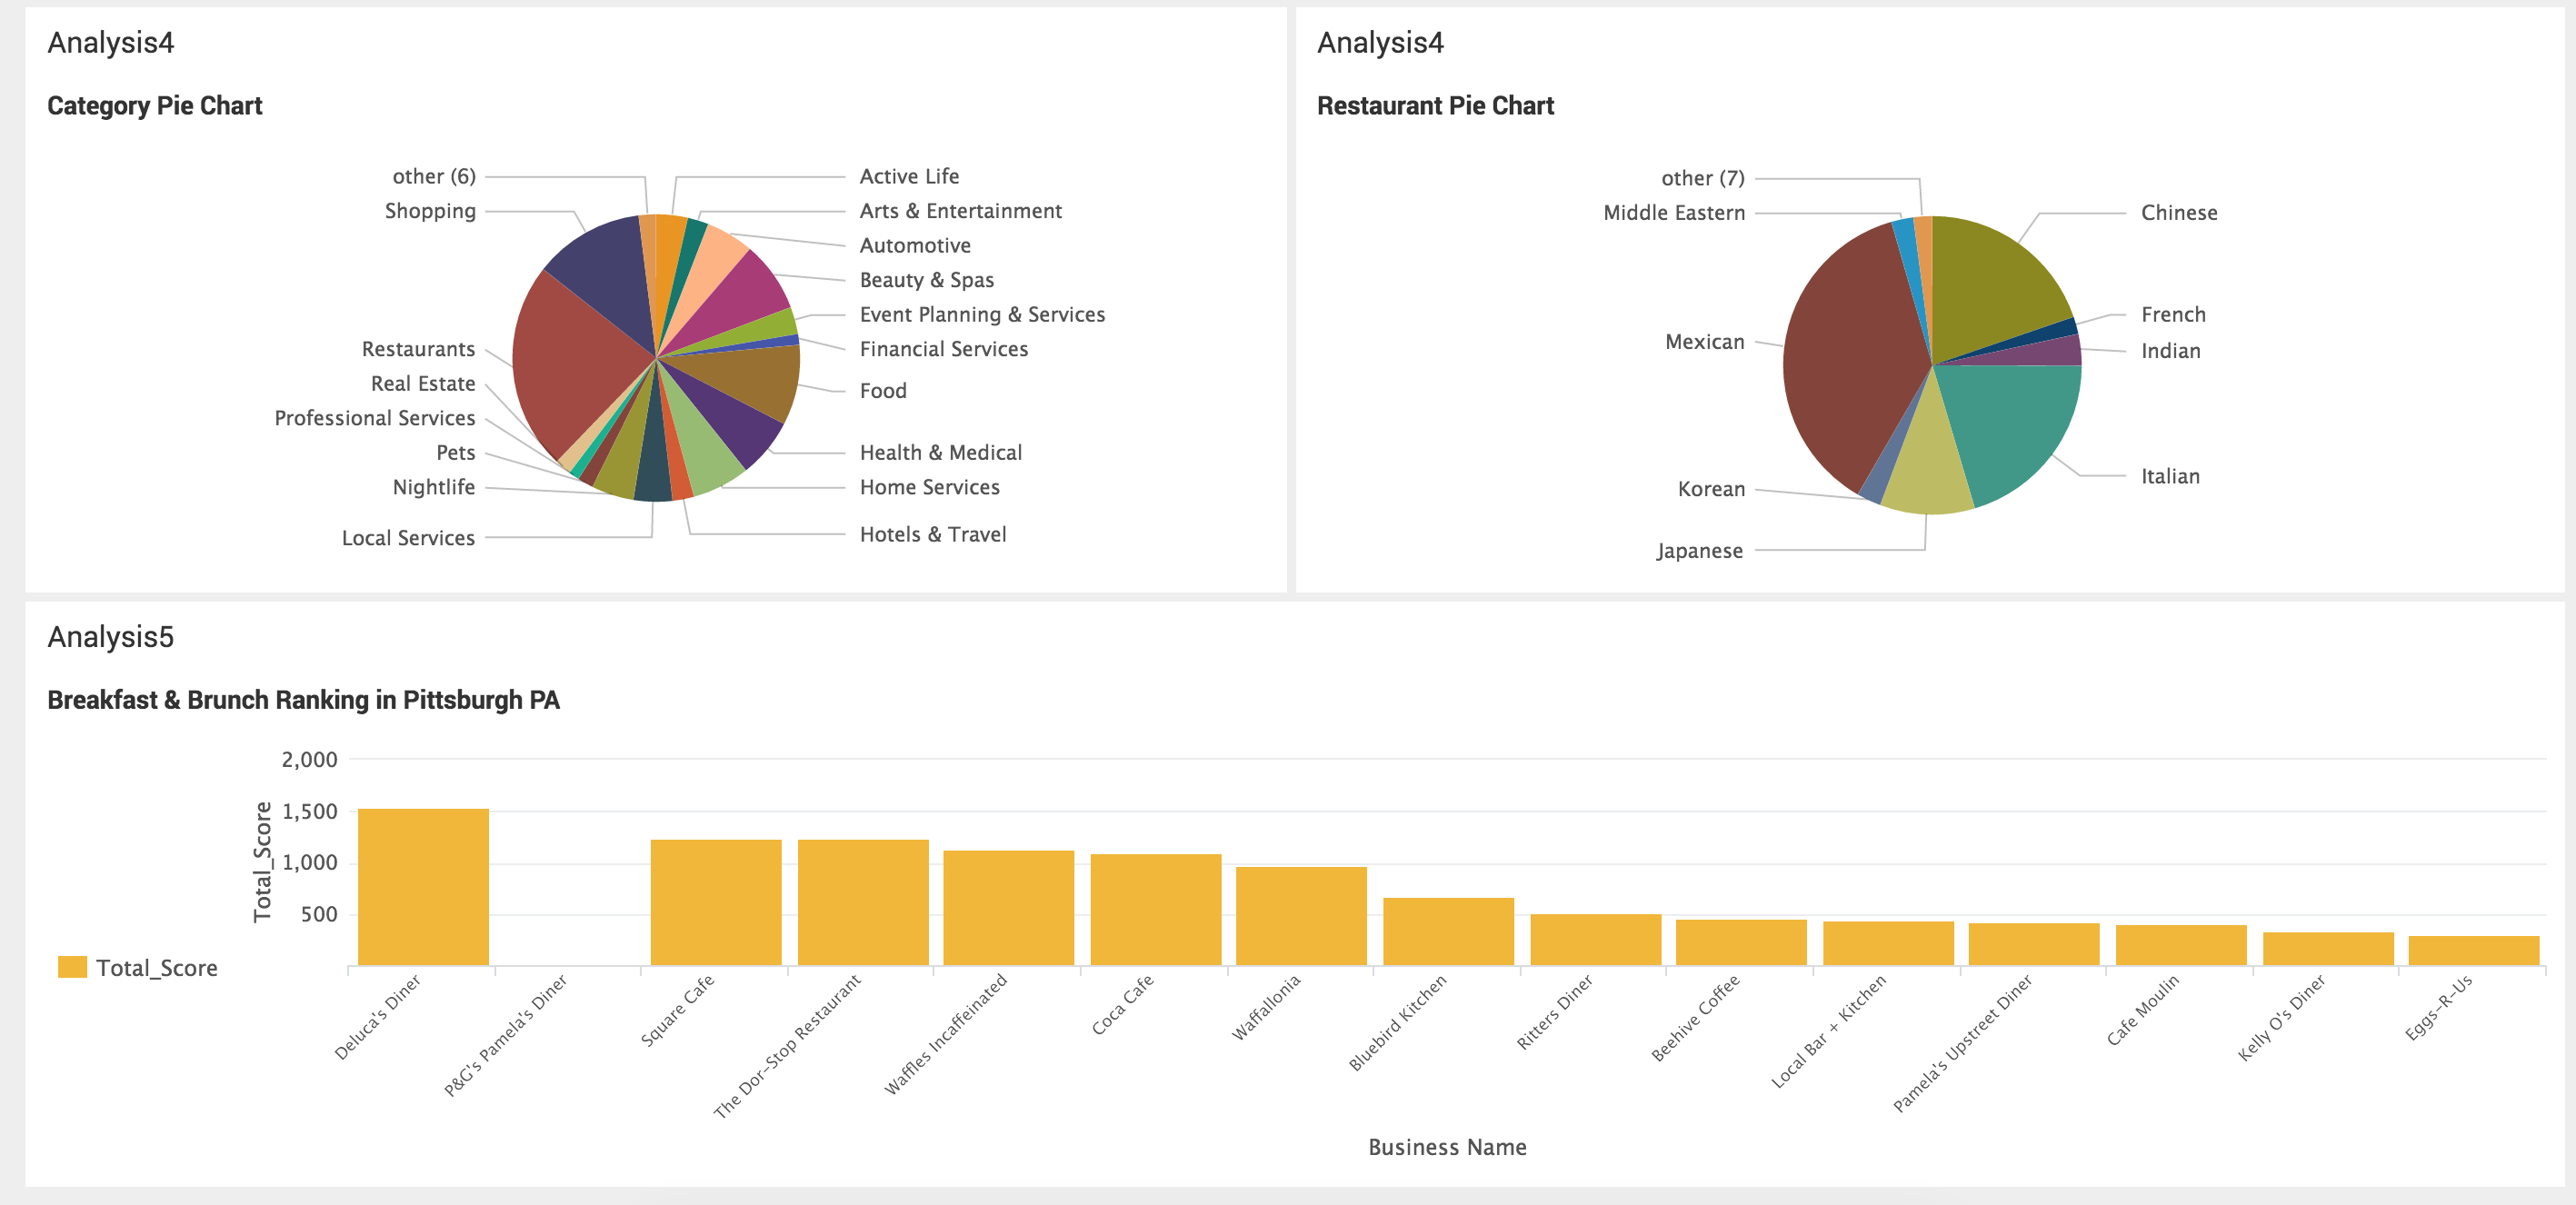 Analysis4
Category Pie Chart
other (6)
Shopping
Restaurants
Real Estate
Professional Services
Pets
Nightlife
Local Services
Active Life
Arts & Entertainment
Automotive
Beauty & Spas
Event Planning & Services
Financial Services
Food
Health & Medical
Home Services
Hotels & Travel
Analysis4
Restaurant Pie Chart
other (7)
Middle Eastern
Mexican
Korean
Japanese
Chinese
French
Indian
Italian
Analysis5
Breakfast & Brunch Ranking in Pittsburgh PA
Total_Score
2,000
1,500
1,000
500
Total_Score
Deluca's Diner
P&G's Pamela's Diner
Square Cafe
The Dor-Stop Restaurant
Waffles Incaffeinated
Coca Cafe
Waffallonia
Bluebird Kitchen
Ritters Diner
Beehive Coffee
Local Bar + Kitchen
Pamela's Upstreet Diner
Cafe Moulin
Kelly O's Diner
Eggs-R-Us
Business Name